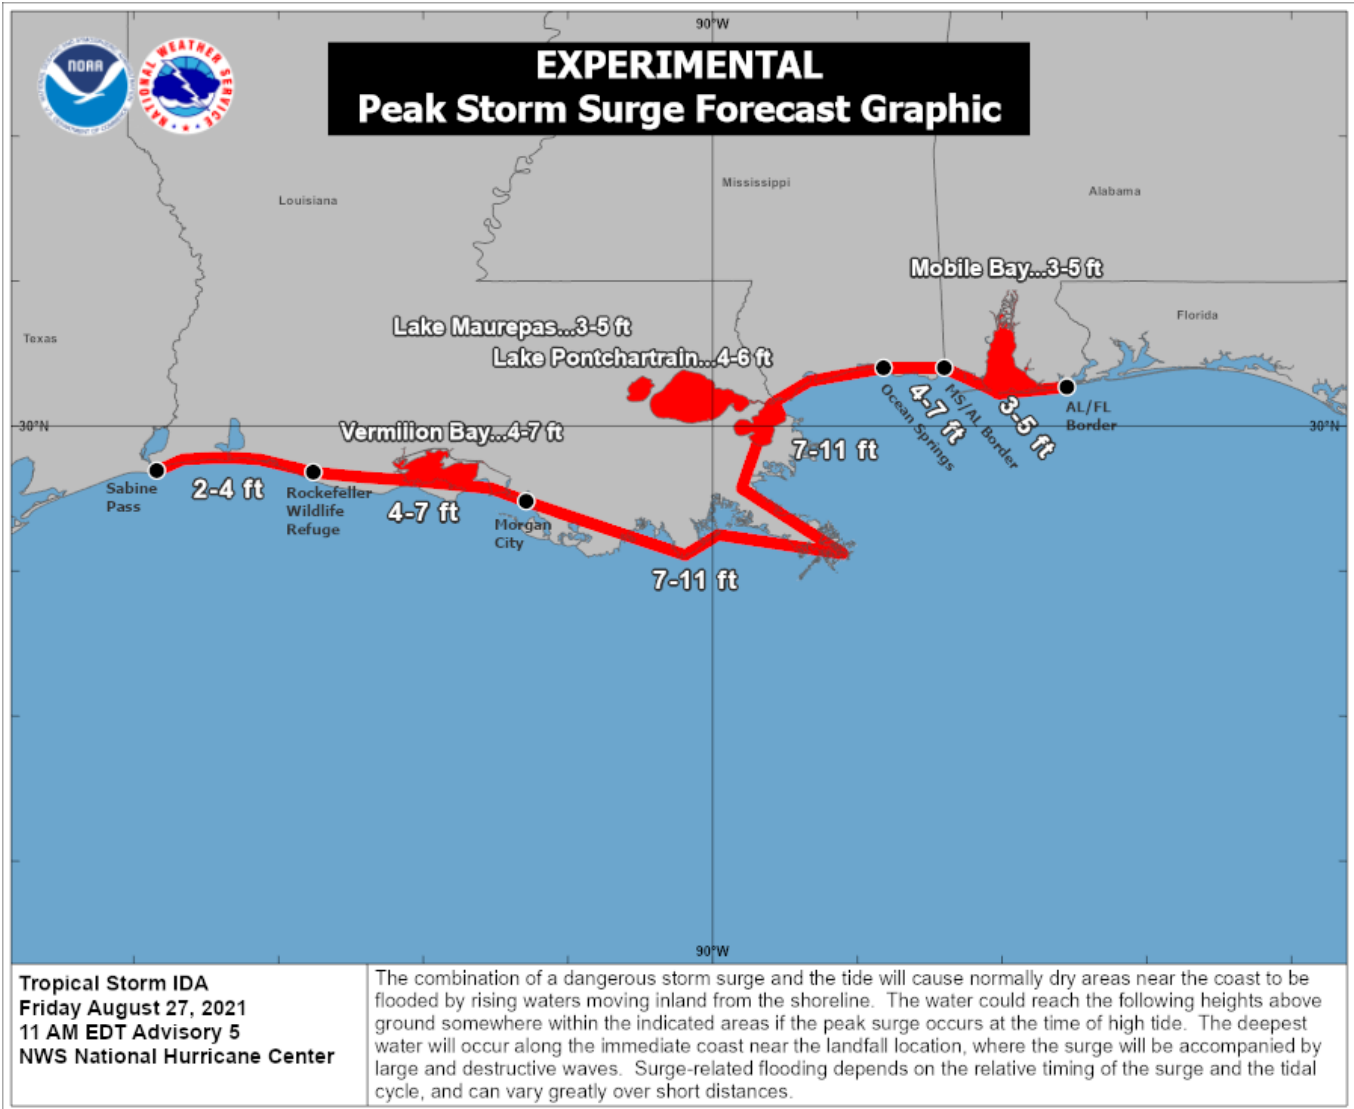 90°W
EXPERIMENTAL
Peak Storm Surge Forecast Graphic
NOAA
NATIONAL WEATHER SERVICE
Mississippi
Alabama
Louisiana
Mobile Bay...3-5 ft
Florida
Lake Maurepas...3-5 ft
Texas
Lake Pontchartrain...4-6 ft
Ocean Springs
4-7 ft
MS/AL Border
3-5 ft
AL/FL
Border
30°N
30°N
Vermilion Bay...4-7 ft
7-11 ft
Sabine
Pass
2-4 ft
Rockefeller
Wildlife
Refuge
4-7 ft
Morgan
City
7-11 ft
90°W
Tropical Storm IDA
Friday August 27, 2021
11 AM EDT Advisory 5
NWS National Hurricane Center
The combination of a dangerous storm surge and the tide will cause normally dry areas near the coast to be
flooded by rising waters moving inland from the shoreline. The water could reach the following heights above
ground somewhere within the indicated areas if the peak surge occurs at the time of high tide. The deepest
water will occur along the immediate coast near the landfall location, where the surge will be accompanied by
large and destructive waves. Surge-related flooding depends on the relative timing of the surge and the tidal
cycle, and can vary greatly over short distances.